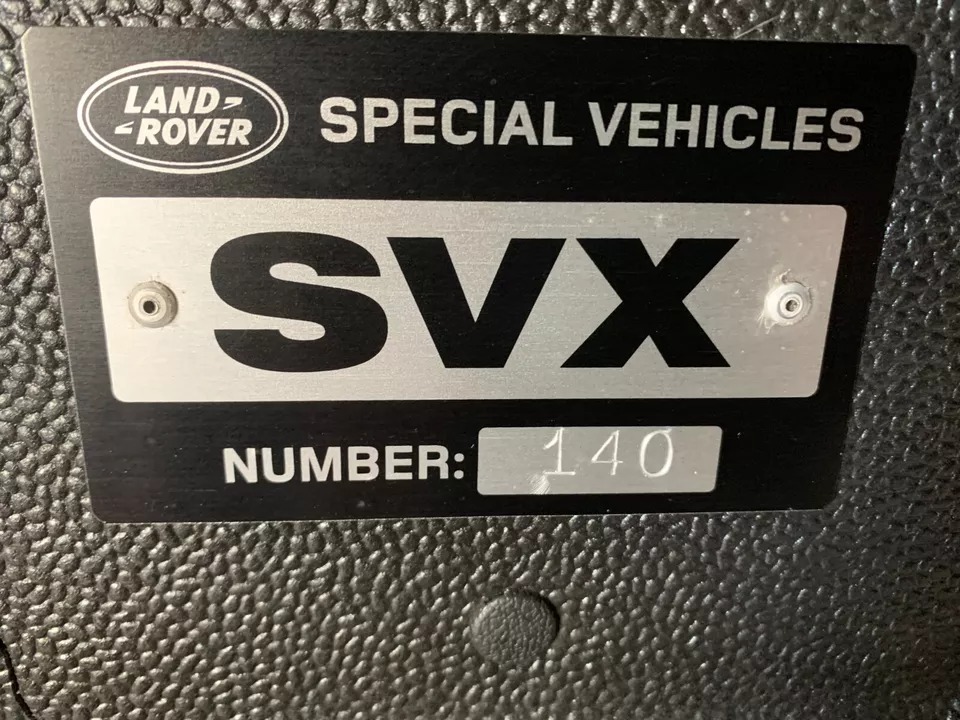 LAND-
-ROVER
SPECIAL VEHICLES
SVX
NUMBER: 140